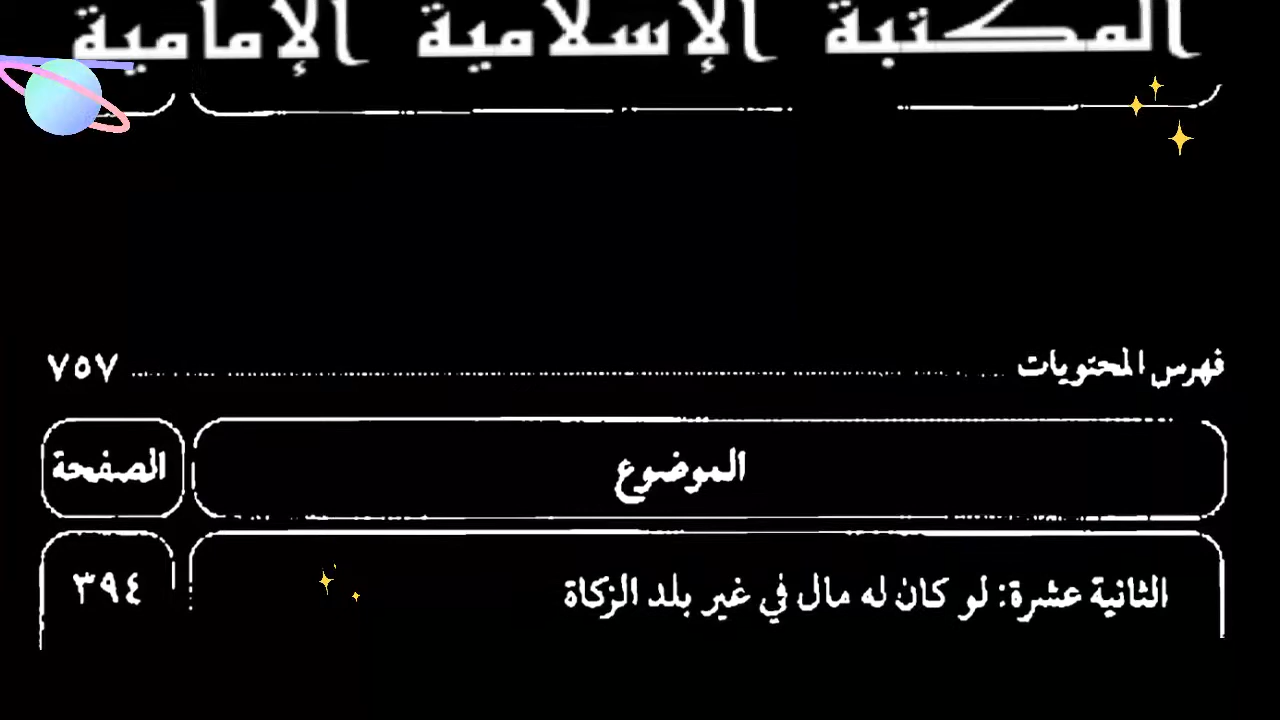 المكتبة الإسلامية الإمامية
فهرس المحتويات ........................ ٧٥٧
الموضوع الصفحة
الثانية عشرة: لو كان له مال في غير بلد الزكاة ٣٩٤